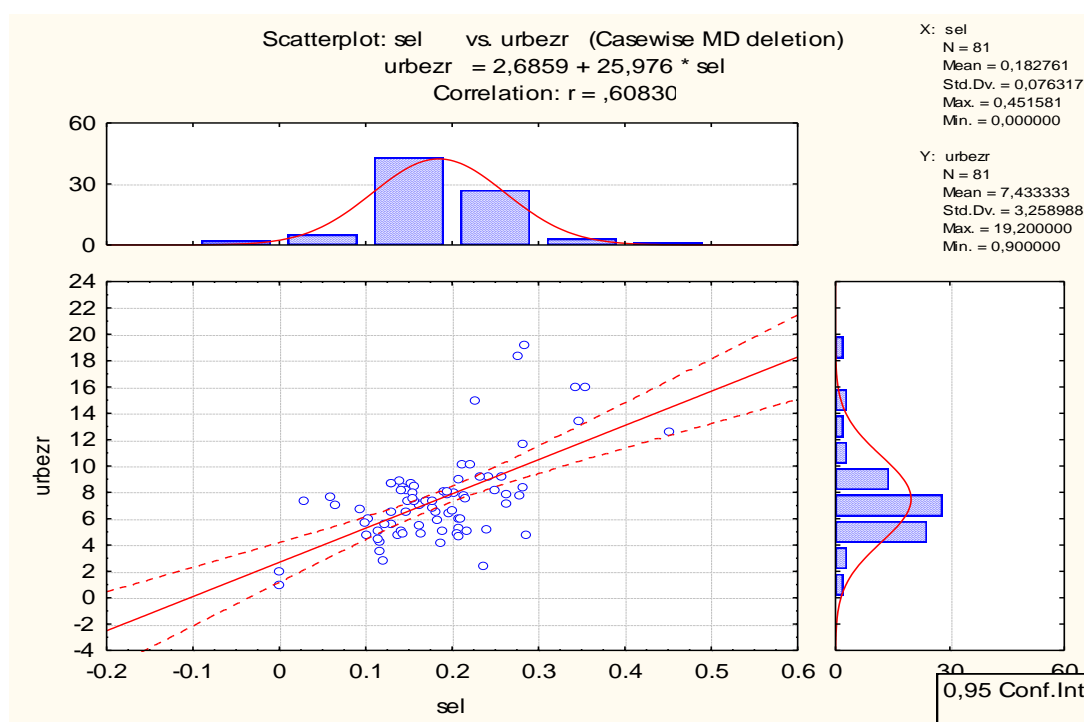 Scatterplot: sel vs. urbezr (Casewise MD deletion)
urbezr = 2,6859 + 25,976 * sel
Correlation: r = ,60830
X: sel
N = 81
Mean = 0,182761
Std.Dv. = 0,076317
Max. = 0,451581
Min. = 0,000000
Y: urbezr
N = 81
Mean = 7,433333
Std.Dv. = 3,258988
Max. = 19,200000
Min. = 0,900000
60
30
0
24
22
20
18
16
14
12
10
8
6
4
2
0
-2
-4
urbezr
-0.2 -0.1 0 0.1 0.2 0.3 0.4 0.5 0.6
sel
0 30 60
0,95 Conf.Int